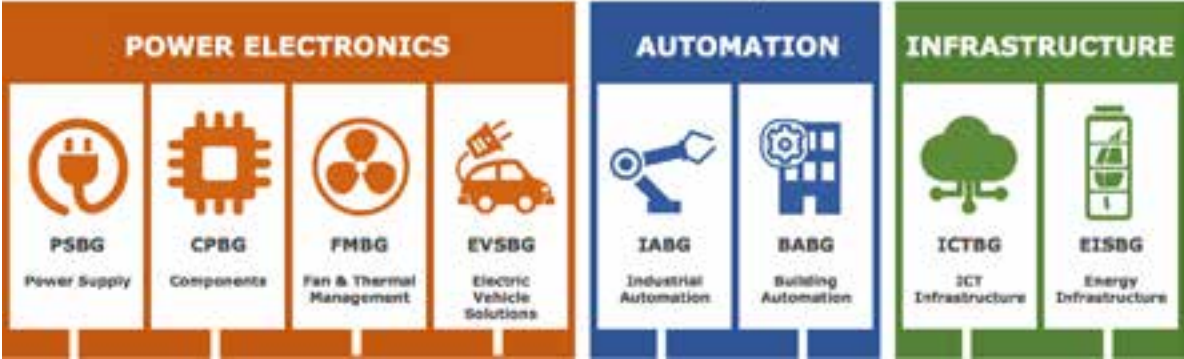 POWER ELECTRONICS
PSBG
Power Supply
CPBG
Components
FMBG
Fan & Thermal
Management
EVSBG
Electric
Vehicle
Solutions
AUTOMATION
IABG
Industrial
Automation
BABG
Building
Automation
INFRASTRUCTURE
ICTBG
ICT
Infrastructure
EISBG
Energy
Infrastructure